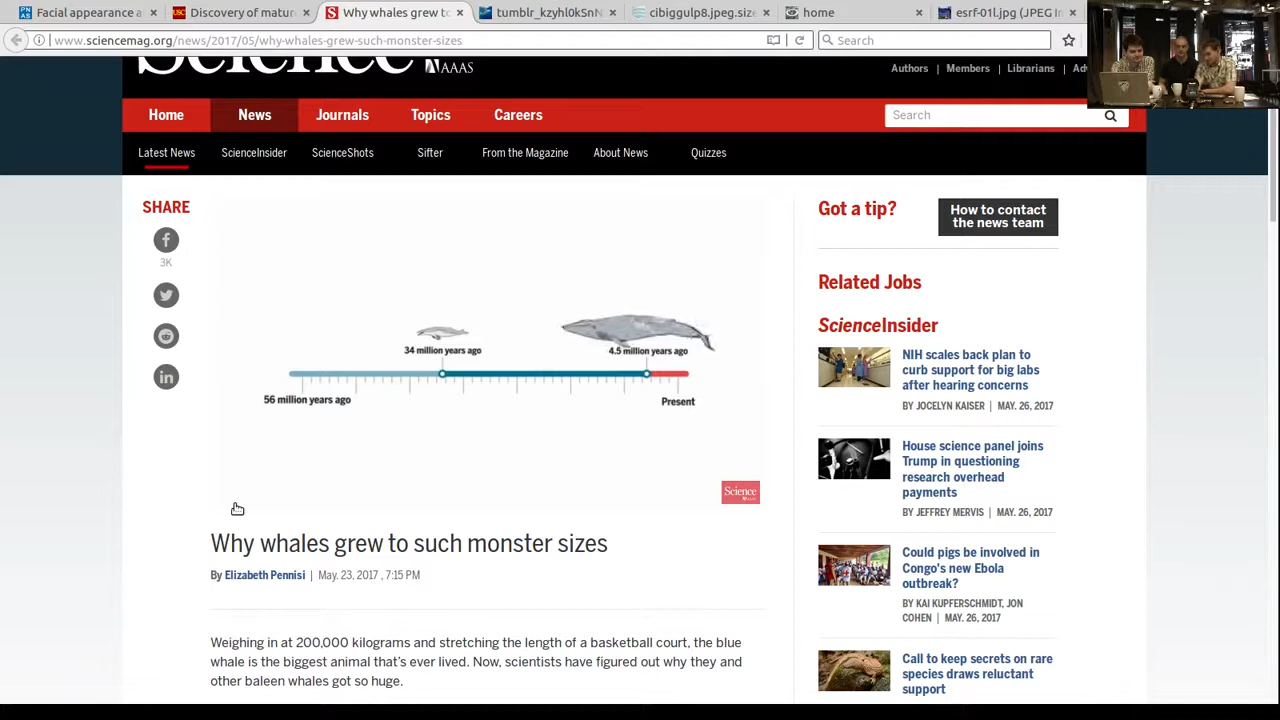 Facial appearance a
Discovery of matur
Why whales grew to
tumblr_kzyhl0kSnN
cibiggulp8.jpeg.size
home
esrf-01l.jpg (JPEG In
www.sciencemag.org/news/2017/05/why-whales-grew-such-monster-sizes
Search
Science
AAAS
Authors | Members | Librarians | Adv
Home
News
Journals
Topics
Careers
Search
Latest News
ScienceInsider
ScienceShots
Sifter
From the Magazine
About News
Quizzes
SHARE
3K
34 million years ago
4.5 million years ago
56 million years ago
Present
Science
AAAS
Why whales grew to such monster sizes
By Elizabeth Pennisi | May. 23, 2017 , 7:15 PM
Weighing in at 200,000 kilograms and stretching the length of a basketball court, the blue
whale is the biggest animal that's ever lived. Now, scientists have figured out why they and
other baleen whales got so huge.
Got a tip?
How to contact
the news team
Related Jobs
ScienceInsider
NIH scales back plan to
curb support for big labs
after hearing concerns
BY JOCELYN KAISER | MAY. 26, 2017
House science panel joins
Trump in questioning
research overhead
payments
BY JEFFREY MERVIS | MAY. 26, 2017
Could pigs be involved in
Congo's new Ebola
outbreak?
BY KAI KUPFERSCHMIDT, JON
COHEN | MAY. 26, 2017
Call to keep secrets on rare
species draws reluctant
support